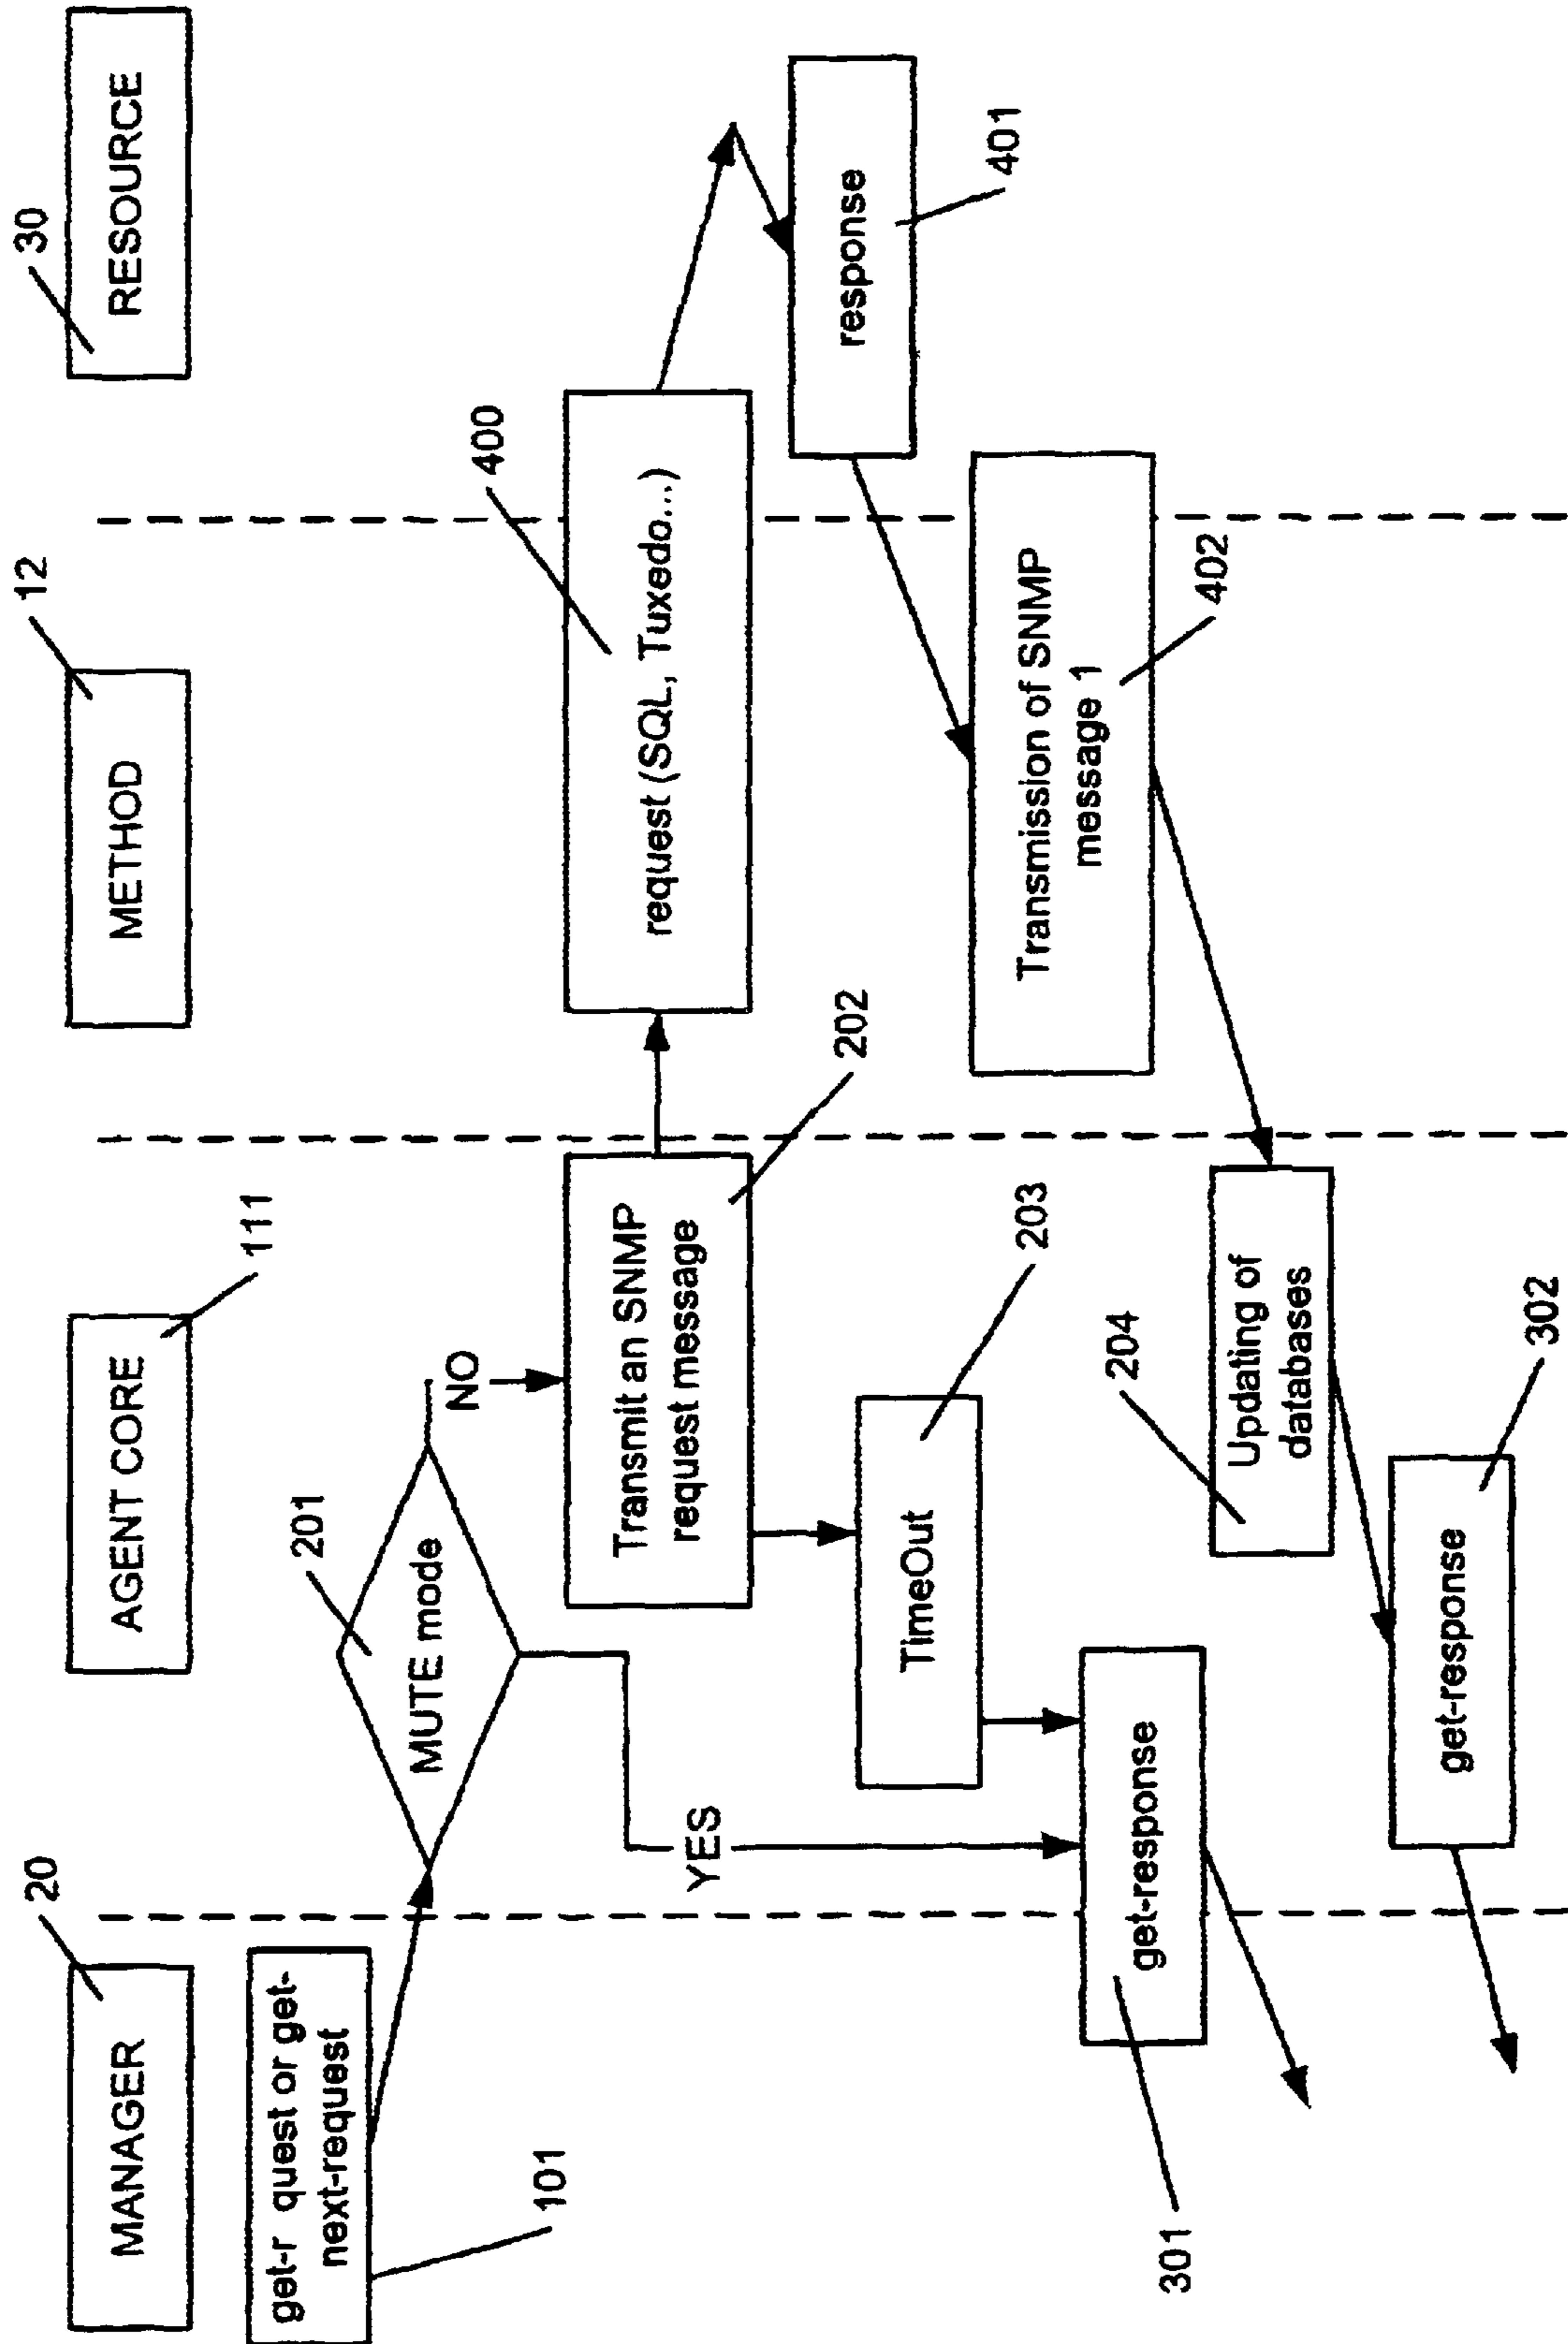 20
MANAGER
AGENT CORE
111
12
METHOD
30
RESOURCE
get-r quest or get-
next-request
101
201
MUTE mode
NO
YES
Transmit an SNMP
request message
202
400
request (SQL, Tuxedo...)
response
401
TimeOut
203
Transmission of SNMP
message 1
402
get-response
301
204
Updating of
databases
get-response
302